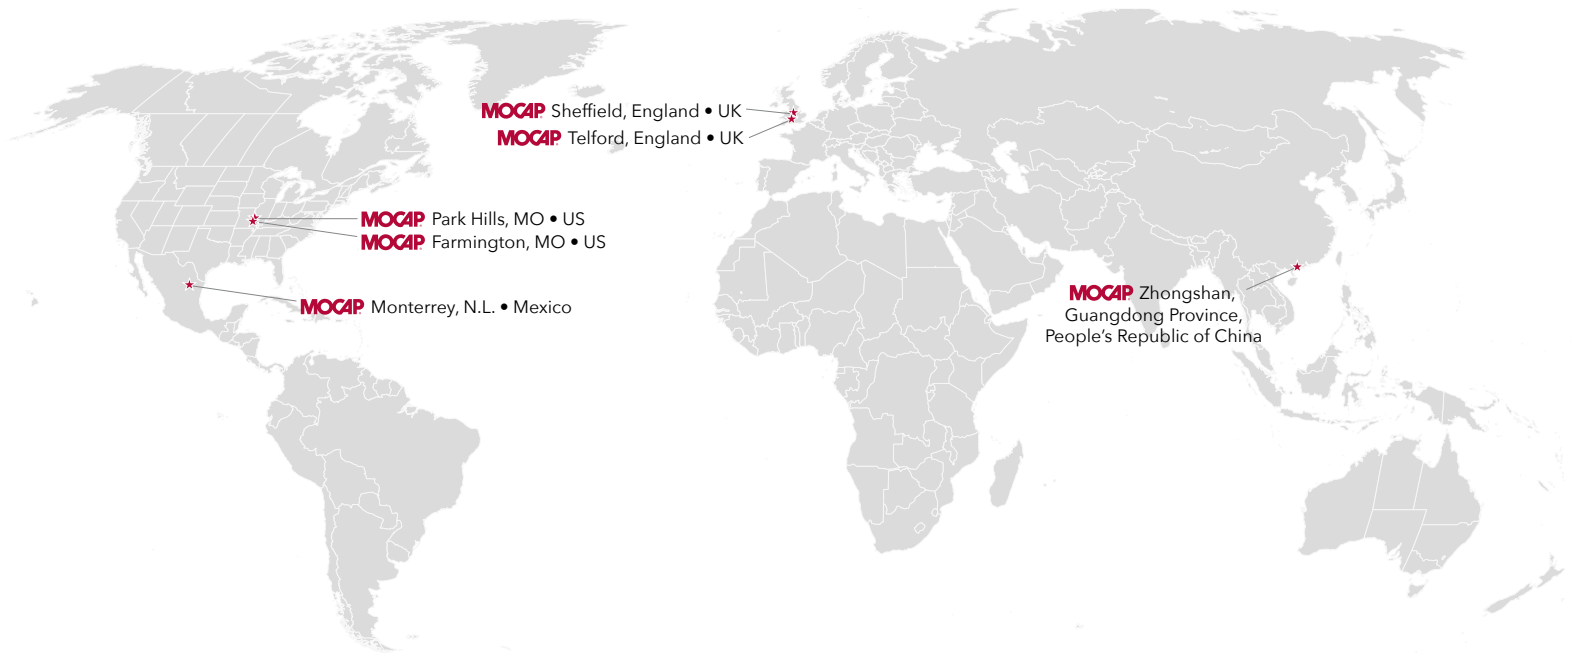 MOCAP Sheffield, England • UK
MOCAP Telford, England • UK
MOCAP Park Hills, MO • US
MOCAP Farmington, MO • US
MOCAP Monterrey, N.L. • Mexico
MOCAP Zhongshan,
Guangdong Province,
People’s Republic of China